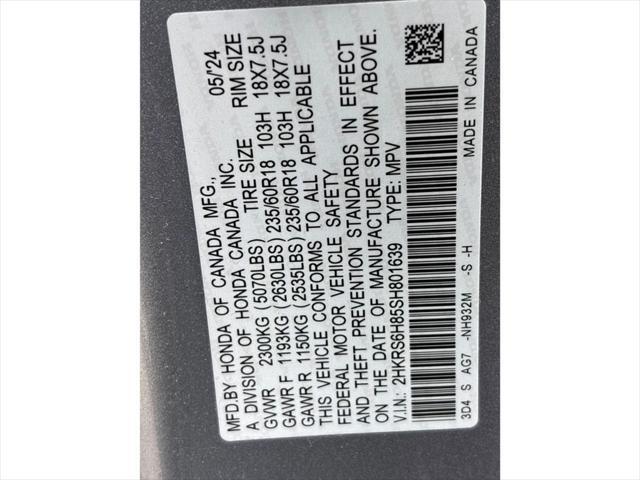 MFD.BY HONDA OF CANADA MFG., 05/24
A DIVISION OF HONDA CANADA INC.
GVWR 2300KG (5070LBS) TIRE SIZE RIM SIZE
GAWR F 1193KG (2630LBS) 235/60R18 103H 18X7.5J
GAWR R 1150KG (2535LBS) 235/60R18 103H 18X7.5J
THIS VEHICLE CONFORMS TO ALL APPLICABLE
FEDERAL MOTOR VEHICLE SAFETY
AND THEFT PREVENTION STANDARDS IN EFFECT
ON THE DATE OF MANUFACTURE SHOWN ABOVE.
V.I.N.: 2HKRS6H85SH801639 TYPE: MPV
3D4 S AG7 -NH932M -S -H MADE IN CANADA